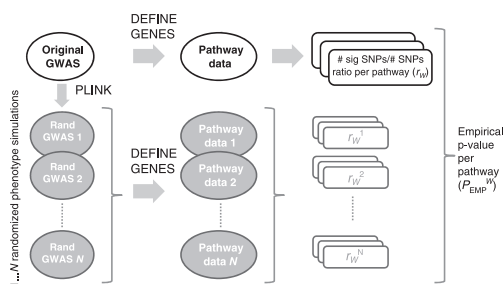 DEFINE
GENES
Original
GWAS
Pathway
data
# sig SNPs/# SNPs
ratio per pathway (r_W)
PLINK
1...N randomized phenotype simulations
Rand
GWAS 1
Rand
GWAS 2
Rand
GWAS N
DEFINE
GENES
Pathway
data 1
Pathway
data 2
Pathway
data N
r_W^1
r_W^2
r_W^N
Empirical
p-value
per
pathway
(P_EMP^W)